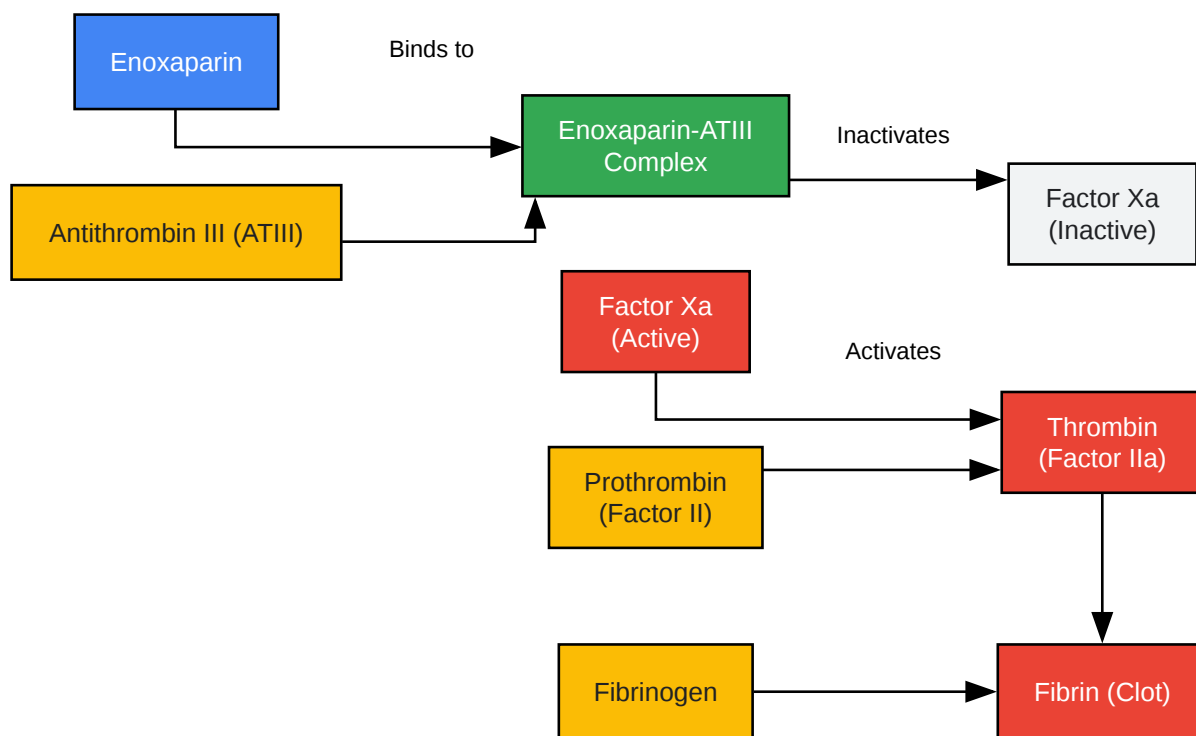 Enoxaparin
Binds to
Enoxaparin-ATIII
Complex
Inactivates
Antithrombin III (ATIII)
Factor Xa
(Inactive)
Factor Xa
(Active)
Activates
Thrombin
(Factor IIa)
Prothrombin
(Factor II)
Fibrinogen
Fibrin (Clot)